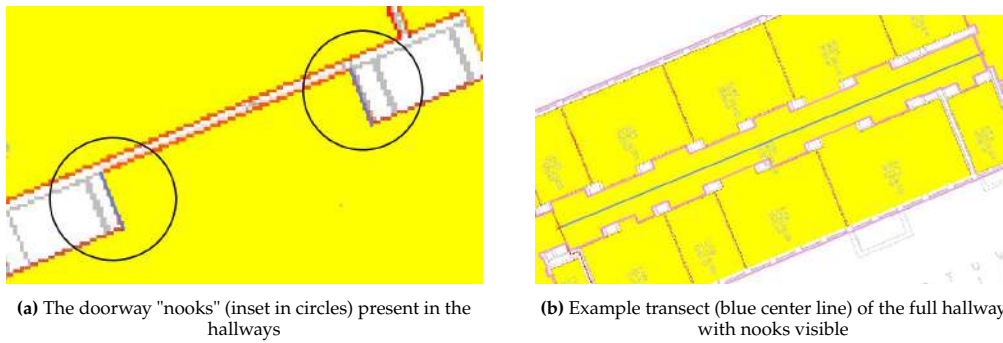 (a) The doorway "nooks" (inset in circles) present in the
hallways
(b) Example transect (blue center line) of the full hallway
with nooks visible